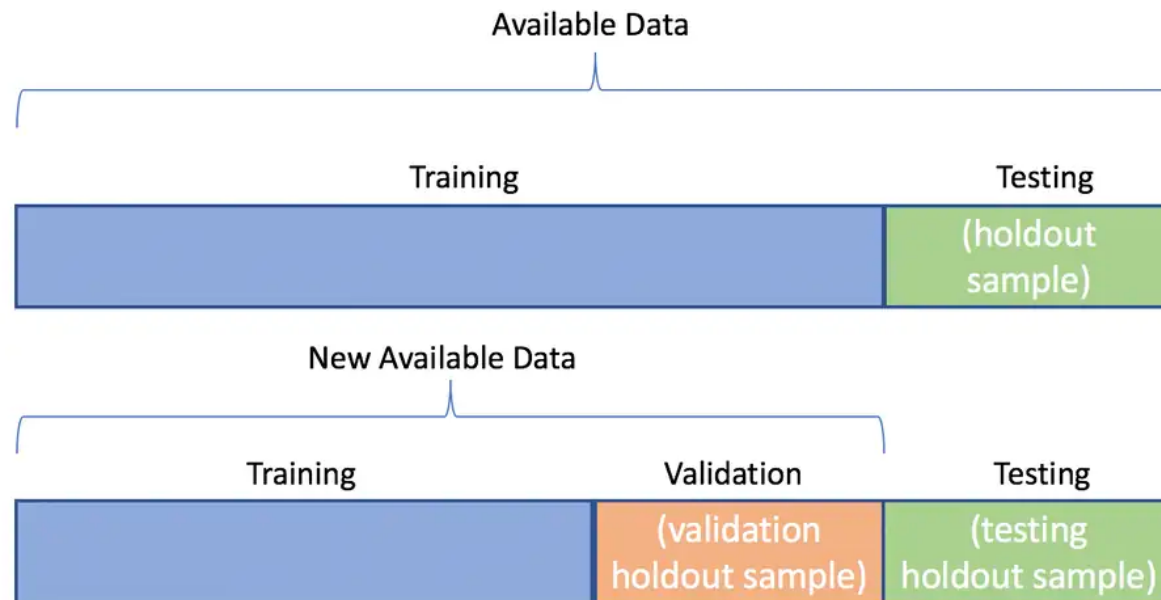 Available Data
Training Testing
(holdout
sample)
New Available Data
Training Validation Testing
(validation
holdout sample)
(testing
holdout sample)